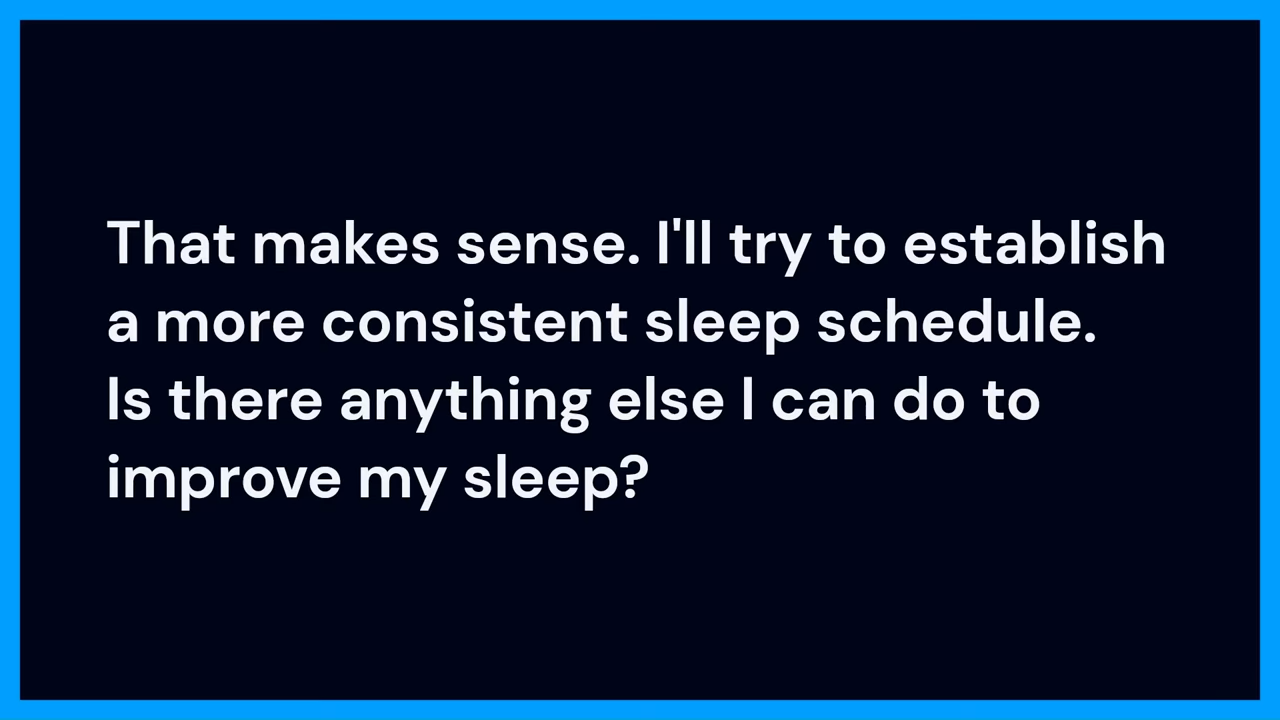 That makes sense. I'll try to establish
a more consistent sleep schedule.
Is there anything else I can do to
improve my sleep?